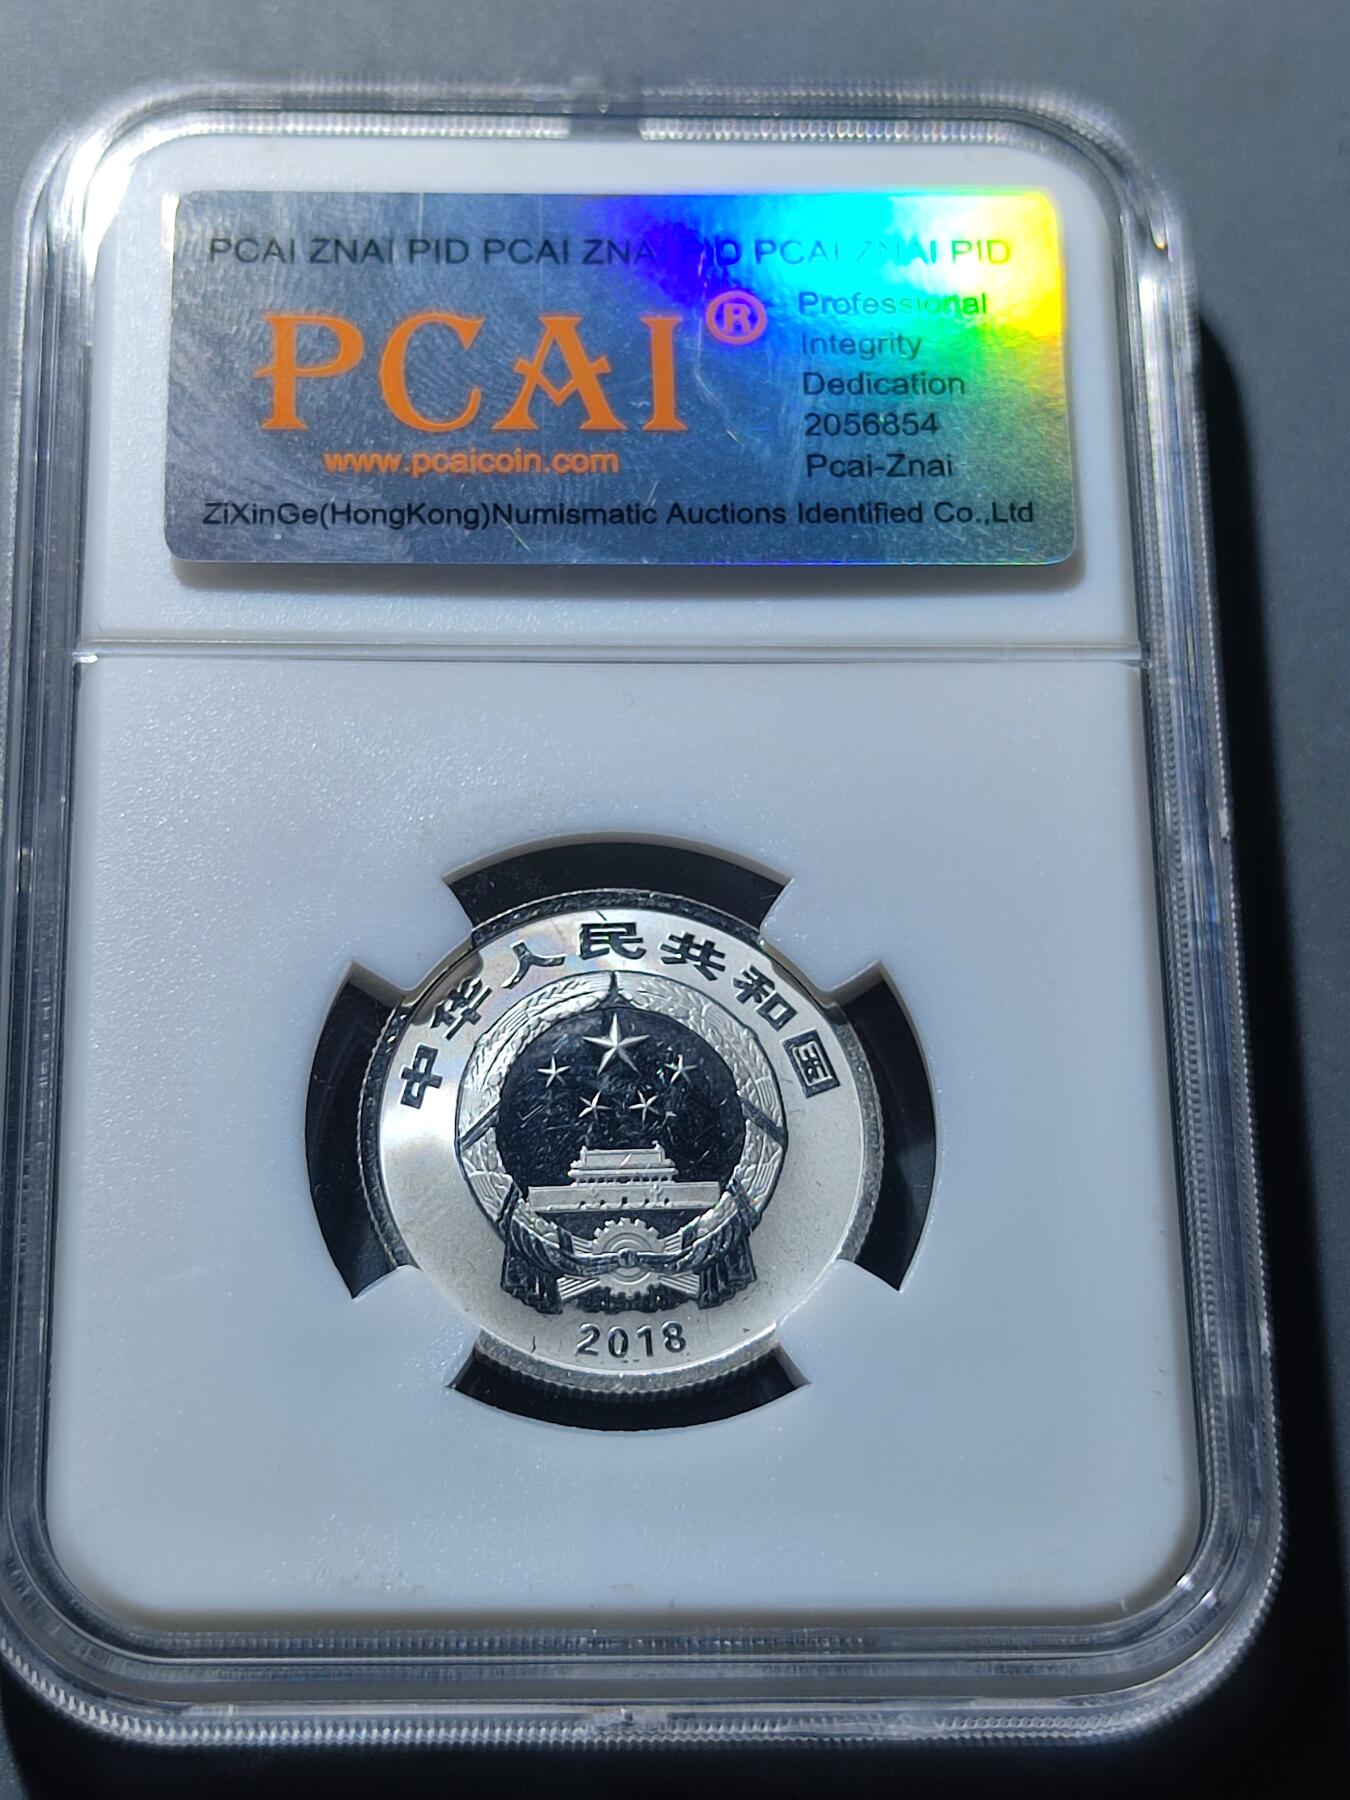 PCAI ZNAI PID PCAI ZNAI PID PCAI ZNAI PID
PCAI®
Professional
Integrity
Dedication
2056854
Pcai-Znai
www.pcaicoin.com
ZiXinGe(HongKong)Numismatic Auctions Identified Co.,Ltd
中华人民共和国
2018